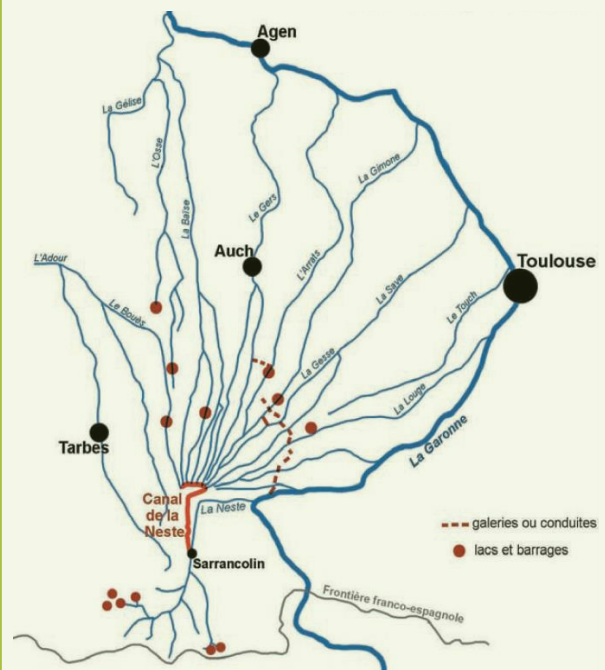 Agen
La Gélise
L'Osse
La Baïse
Le Gers
La Gimone
Auch
L'Arrats
L'Adour
Toulouse
La Save
Le Touch
Le Bouès
La Gesse
La Louge
Tarbes
La Garonne
Canal
de la
Neste
La Neste
galeries ou conduites
lacs et barrages
Sarrancolin
Frontière franco-espagnole